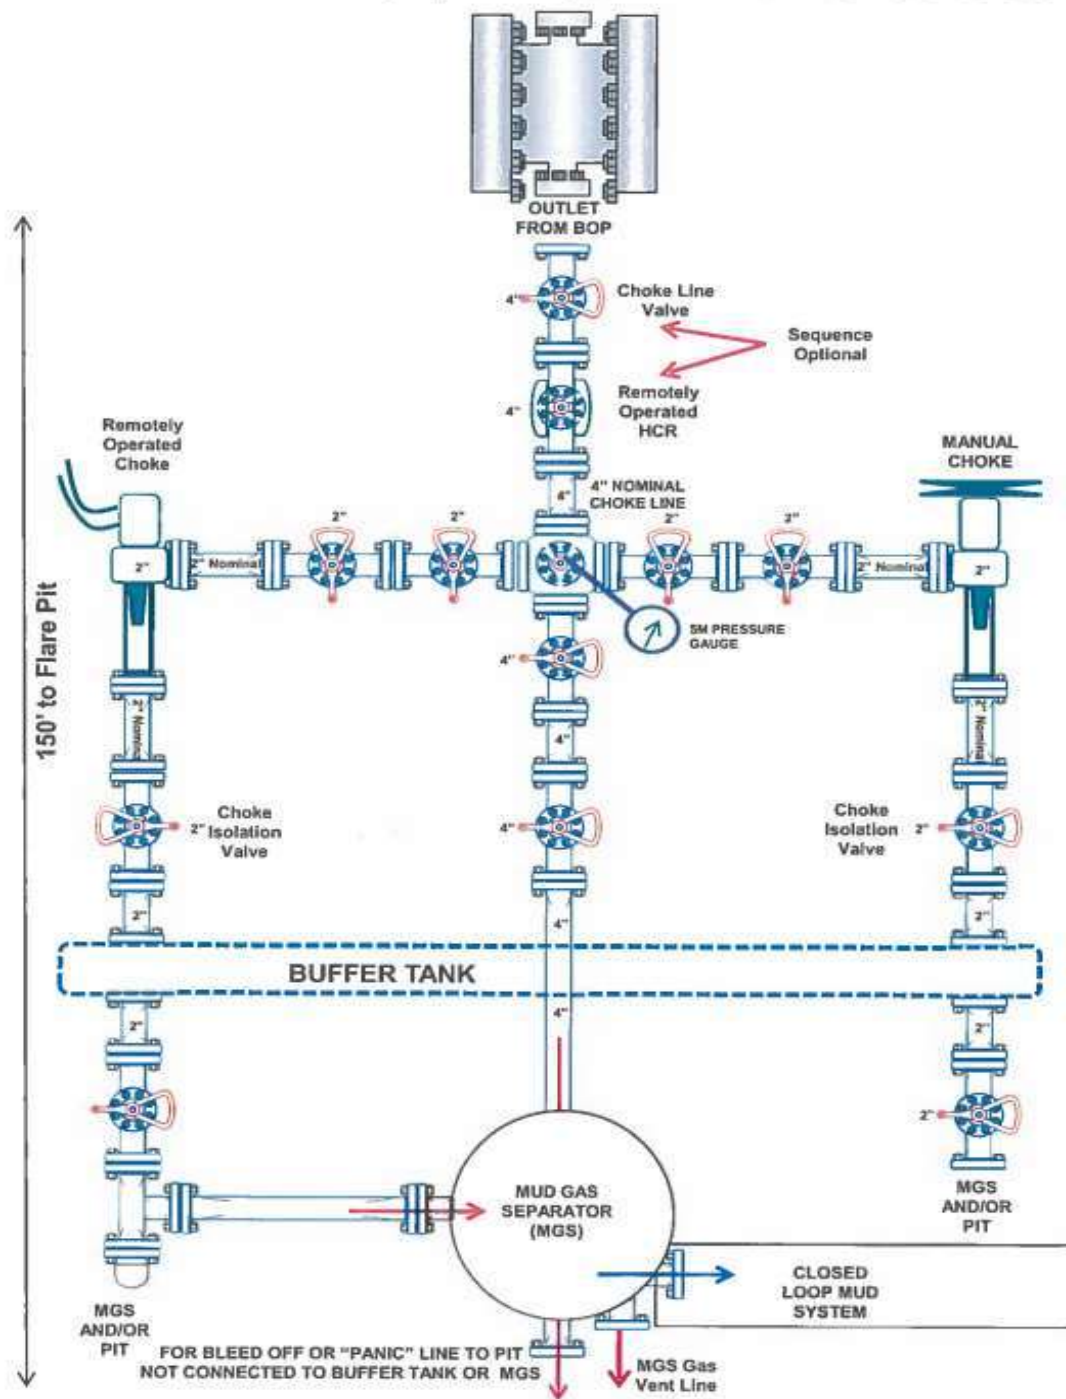 OUTLET
FROM BOP
4"
Choke Line
Valve
Sequence
Optional
4"
Remotely
Operated
HCR
Remotely
Operated
Choke
MANUAL
CHOKE
4" NOMINAL
CHOKE LINE
4"
2"
2"
2"
2"
2"
2" Nominal
2" Nominal
2"
5M PRESSURE
GAUGE
4"
150' to Flare Pit
2" Nominal
4"
2" Nominal
Choke
2" Isolation
Valve
4"
Choke
Isolation 2"
Valve
2"
4"
2"
BUFFER TANK
2"
4"
2"
2"
MUD GAS
SEPARATOR
(MGS)
MGS
AND/OR
PIT
CLOSED
LOOP MUD
SYSTEM
MGS
AND/OR
PIT
FOR BLEED OFF OR "PANIC" LINE TO PIT
NOT CONNECTED TO BUFFER TANK OR MGS
MGS Gas
Vent Line